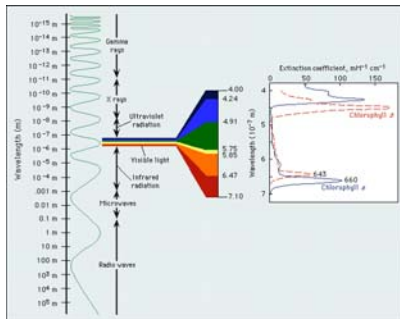 Wavelength (m)
10⁻¹⁵ m
10⁻¹⁴ m
10⁻¹³ m
10⁻¹² m
10⁻¹¹ m
10⁻¹⁰ m
10⁻⁹ m
10⁻⁸ m
10⁻⁷ m
10⁻⁶ m
10⁻⁵ m
10⁻⁴ m
.001 m
0.01 m
0.1 m
1 m
10 m
100 m
10³ m
10⁴ m
10⁵ m
Gamma
rays
X rays
Ultraviolet
radiation
Visible light
Infrared
radiation
Microwaves
Radio waves
4.00
4.24
4.91
5.75
5.85
6.47
7.10
Wavelength (10⁻⁷ m)
Extinction coefficient, mM⁻¹ cm⁻¹
0 50 100 150
4
5
6
7
Chlorophyll b
643
660
Chlorophyll a